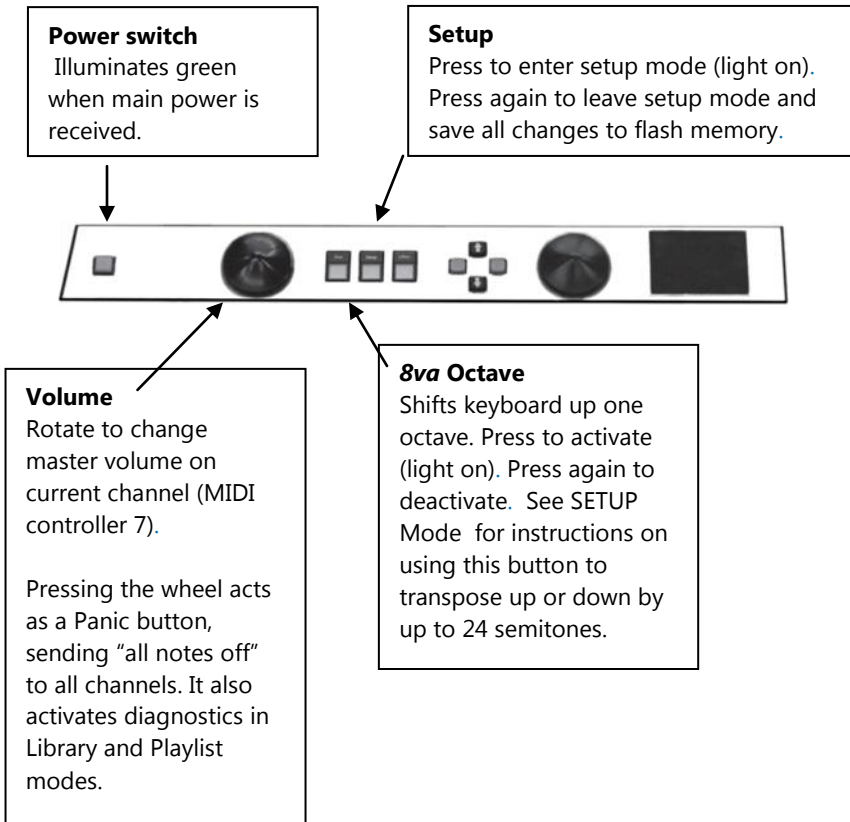 Power switch
Illuminates green
when main power is
received.
Setup
Press to enter setup mode (light on).
Press again to leave setup mode and
save all changes to flash memory.
Volume
Rotate to change
master volume on
current channel (MIDI
controller 7).
Pressing the wheel acts
as a Panic button,
sending “all notes off”
to all channels. It also
activates diagnostics in
Library and Playlist
modes.
8va Octave
Shifts keyboard up one
octave. Press to activate
(light on). Press again to
deactivate. See SETUP
Mode for instructions on
using this button to
transpose up or down by
up to 24 semitones.